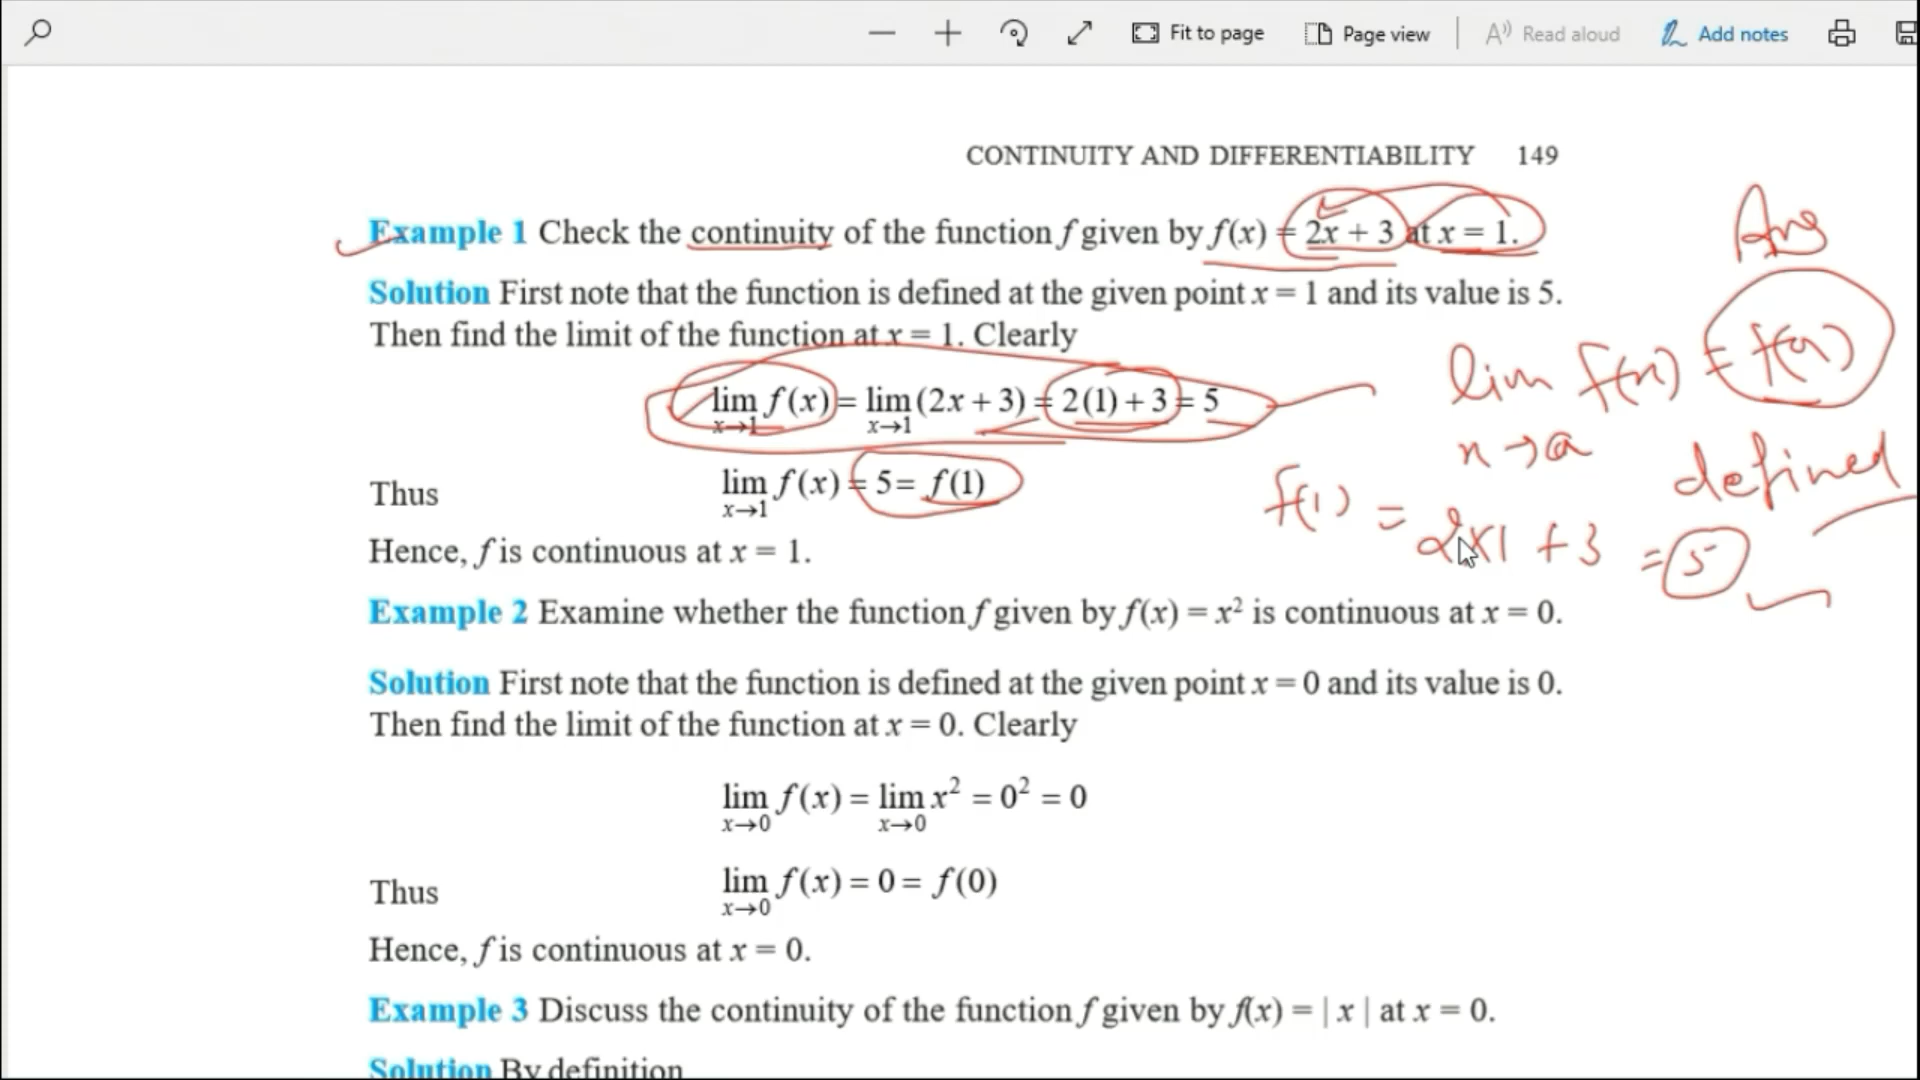 Fit to page Page view Read aloud Add notes
CONTINUITY AND DIFFERENTIABILITY 149
Example 1 Check the continuity of the function f given by f(x) = 2x + 3 at x = 1.
Ans
Solution First note that the function is defined at the given point x = 1 and its value is 5.
Then find the limit of the function at x = 1. Clearly
lim f(x) = f(a)
x→a
lim f(x) = lim (2x + 3) = 2(1) + 3 = 5
x→1 x→1
defined
Thus lim f(x) = 5 = f(1)
x→1
f(1) = 2x1 + 3 = 5
Hence, f is continuous at x = 1.
Example 2 Examine whether the function f given by f(x) = x² is continuous at x = 0.
Solution First note that the function is defined at the given point x = 0 and its value is 0.
Then find the limit of the function at x = 0. Clearly
lim f(x) = lim x² = 0² = 0
x→0 x→0
Thus lim f(x) = 0 = f(0)
x→0
Hence, f is continuous at x = 0.
Example 3 Discuss the continuity of the function f given by f(x) = | x | at x = 0.
Solution By definition